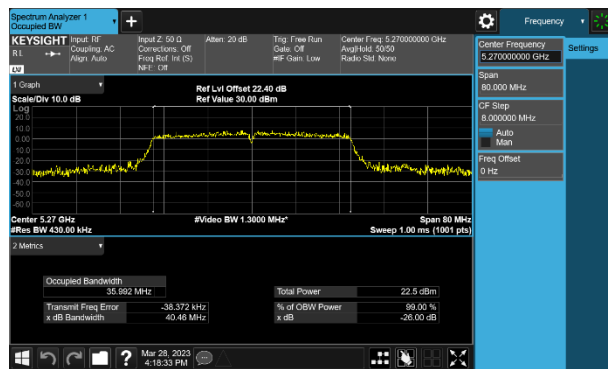 Spectrum Analyzer 1
Occupied BW
Frequency
KEYSIGHT
Input: RF
Input Z: 50 Ω
Atten: 20 dB
Trig: Free Run
Center Freq: 5.270000000 GHz
R L
Coupling: AC
Corrections: Off
Gate: Off
Avg|Hold: 50/50
Align: Auto
Freq Ref: Int (S)
#IF Gain: Low
Radio Std: None
NFE: Off
LXI
Center Frequency
5.270000000 GHz
Settings
Span
80.000 MHz
CF Step
8.000000 MHz
Auto
Man
Freq Offset
0 Hz
1 Graph
Ref Lvl Offset 22.40 dB
Scale/Div 10.0 dB
Ref Value 30.00 dBm
Log
20.0
10.0
0.00
-10.0
-20.0
-30.0
-40.0
-50.0
-60.0
Center 5.27 GHz
#Video BW 1.3000 MHz*
Span 80 MHz
#Res BW 430.00 kHz
Sweep 1.00 ms (1001 pts)
2 Metrics
Occupied Bandwidth
35.992 MHz
Total Power
22.5 dBm
Transmit Freq Error
-38.372 kHz
% of OBW Power
99.00 %
x dB Bandwidth
40.46 MHz
x dB
-26.00 dB
?
Mar 28, 2023
4:18:33 PM